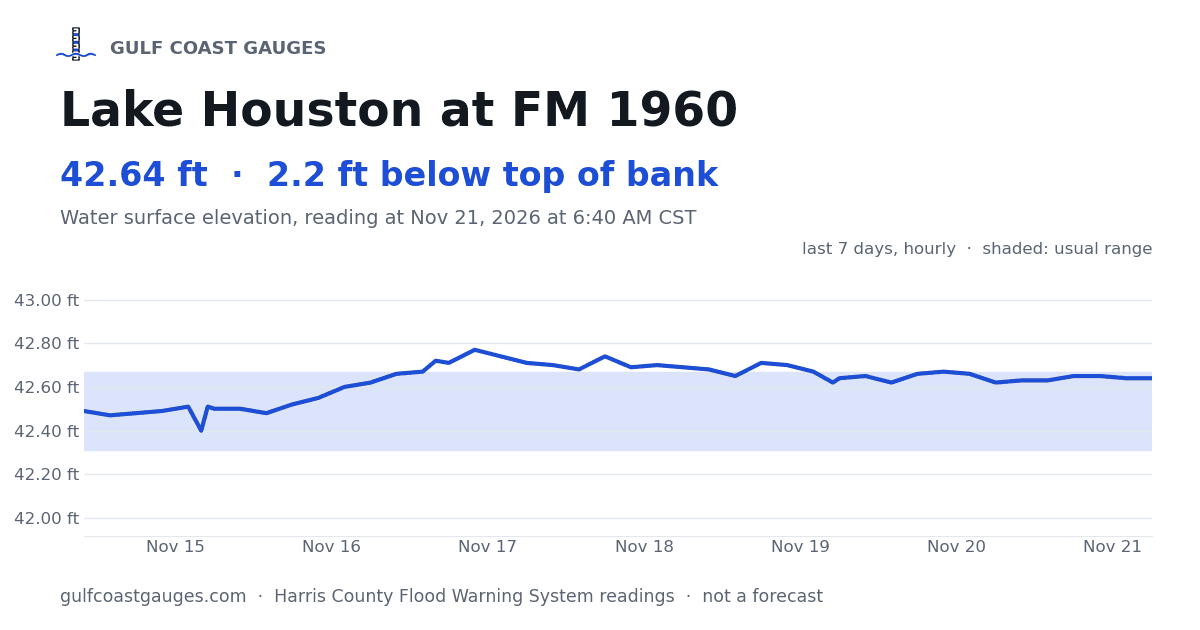 GULF COAST GAUGES
Lake Houston at FM 1960
42.64 ft · 2.2 ft below top of bank
Water surface elevation, reading at Nov 21, 2026 at 6:40 AM CST
last 7 days, hourly · shaded: usual range
43.00 ft
42.80 ft
42.60 ft
42.40 ft
42.20 ft
42.00 ft
Nov 15 Nov 16 Nov 17 Nov 18 Nov 19 Nov 20 Nov 21
gulfcoastgauges.com · Harris County Flood Warning System readings · not a forecast